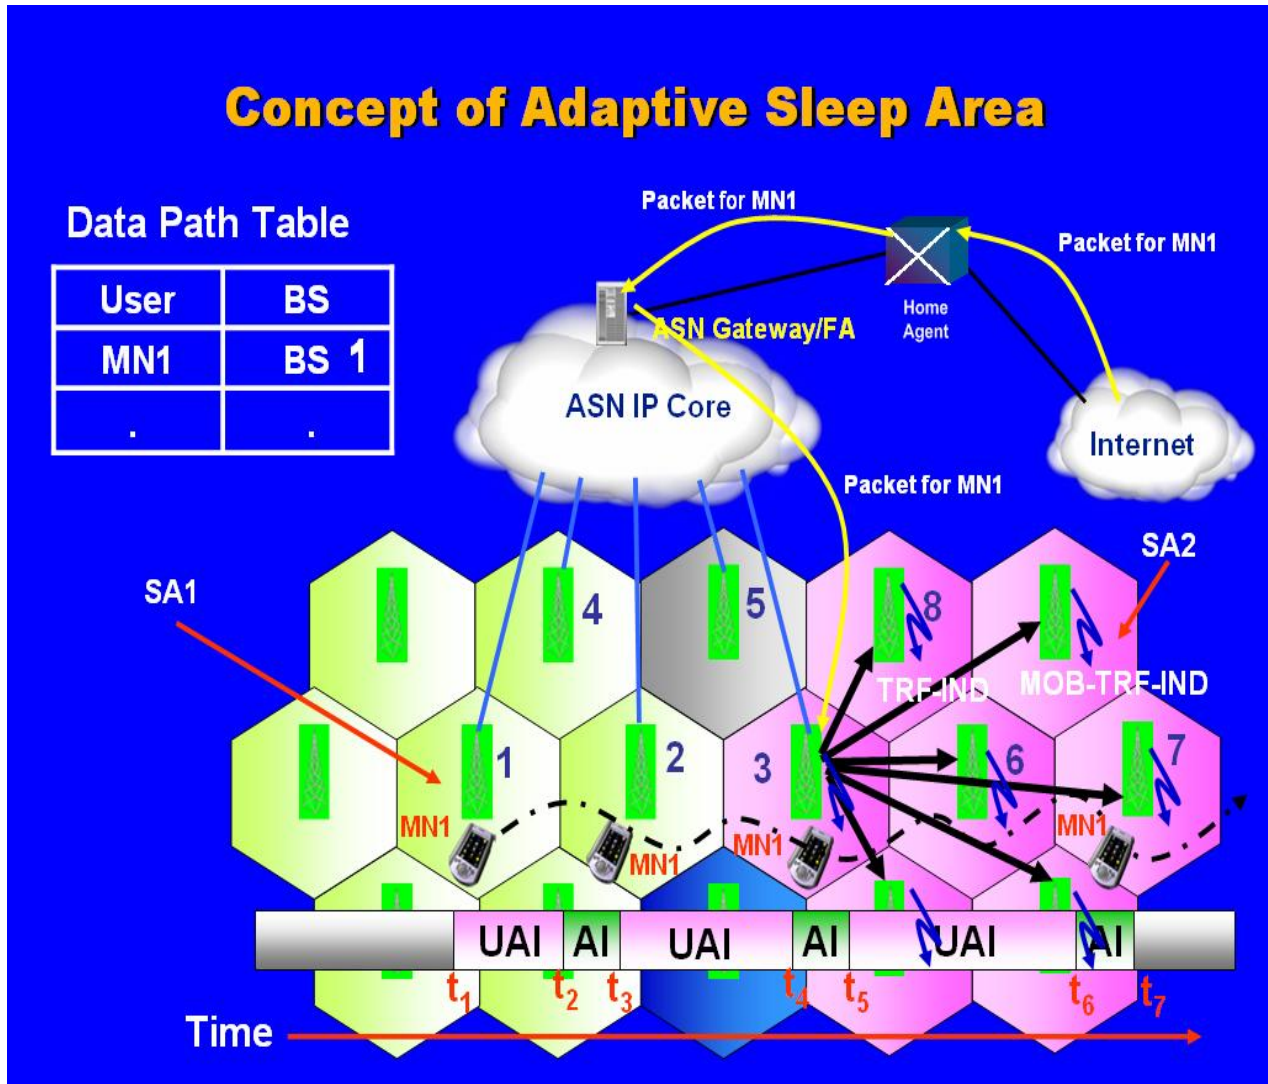 Concept of Adaptive Sleep Area
Data Path Table
User BS
MN1 BS 1
. .
Packet for MN1
Packet for MN1
Home
Agent
ASN Gateway/FA
ASN IP Core
Internet
Packet for MN1
SA1
SA2
4
5
8
TRF-IND
MOB-TRF-IND
1
2
3
6
7
MN1
MN1
MN1
MN1
UAI AI UAI AI UAI AI
t1 t2 t3 t4 t5 t6 t7
Time